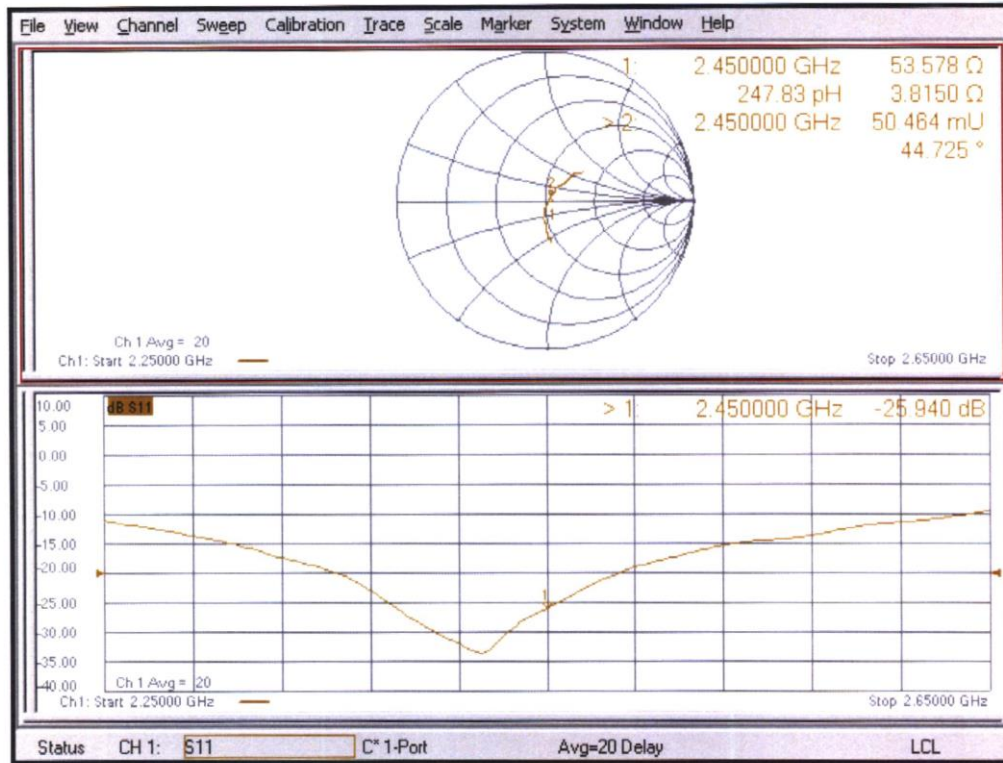 File View Channel Sweep Calibration Trace Scale Marker System Window Help
1: 2.450000 GHz 53.578 Ω
247.83 pH 3.8150 Ω
> 2: 2.450000 GHz 50.464 mU
44.725 °
2
1
Ch 1 Avg = 20
Ch1: Start 2.25000 GHz
Stop 2.65000 GHz
10.00 dB S11 > 1: 2.450000 GHz -25.940 dB
5.00
0.00
-5.00
-10.00
-15.00
-20.00
-25.00
1
-30.00
-35.00
-40.00
Ch 1 Avg = 20
Ch1: Start 2.25000 GHz
Stop 2.65000 GHz
Status CH 1: S11 C* 1-Port Avg=20 Delay LCL